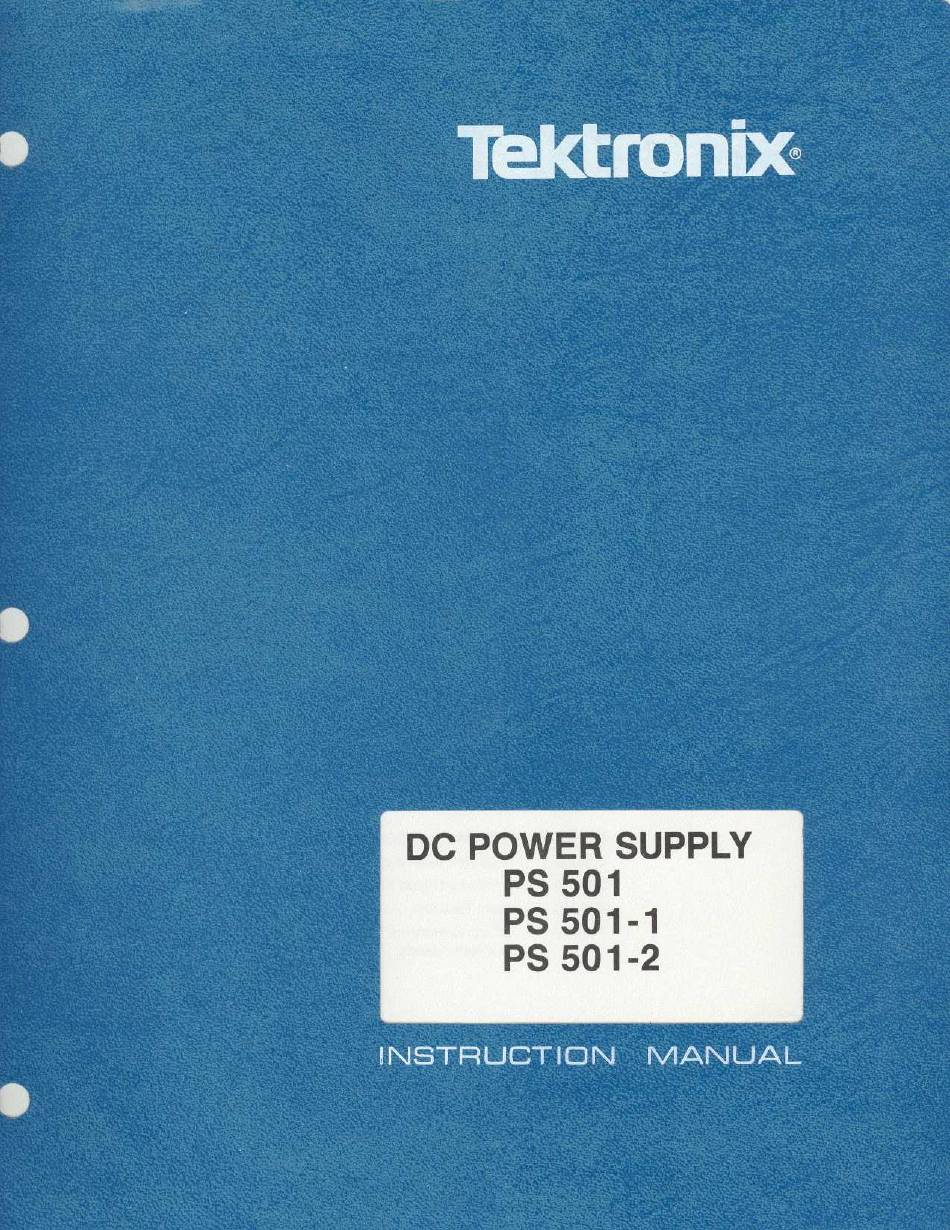 Tektronix®
DC POWER SUPPLY
PS 501
PS 501-1
PS 501-2
INSTRUCTION MANUAL